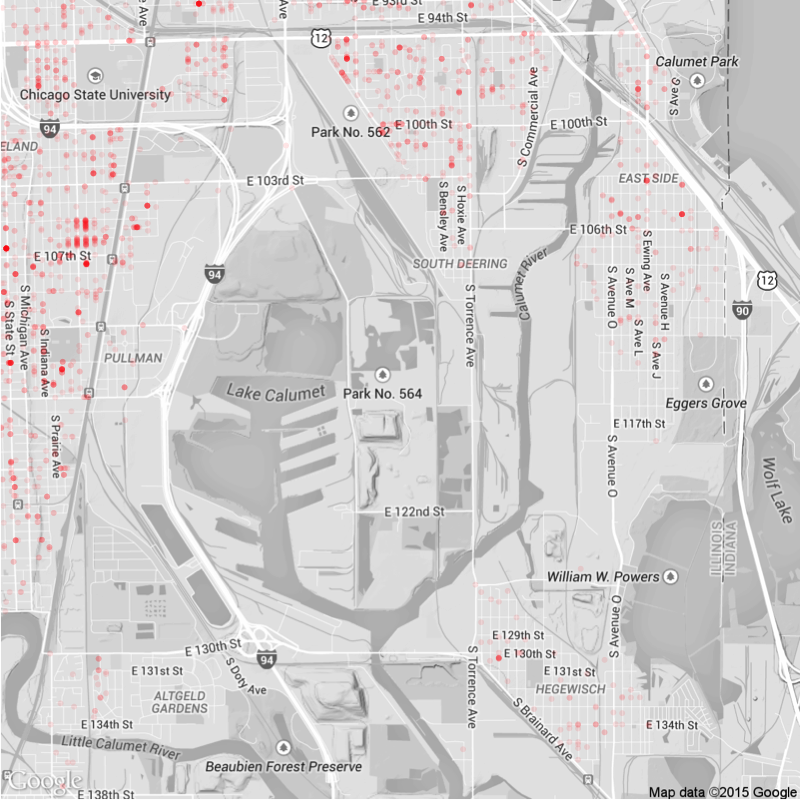 E 93rd St
E 94th St
Ave
Ave
12
Calumet Park
Chicago State University
S Commercial Ave
S Ave G
Park No. 562
E 100th St
E 100th St
94
ELAND
E 103rd St
EAST SIDE
S Bensley Ave
S Hoxie Ave
E 106th St
E 107th St
94
SOUTH DEERING
Calumet River
S Ewing Ave
S Avenue O
S Ave M
S Avenue H
12
90
S State St
S Michigan Ave
S Indiana Ave
S Torrence Ave
S Ave L
S Ave J
PULLMAN
Lake Calumet
Park No. 564
Eggers Grove
E 117th St
S Prairie Ave
S Avenue O
Wolf Lake
E 122nd St
ILLINOIS
INDIANA
William W. Powers
S Avenue O
E 129th St
E 130th St
E 130th St
94
S Doty Ave
E 131st St
E 131st St
S Torrence Ave
HEGEWISCH
ALTGELD
GARDENS
S Brainard Ave
E 134th St
E 134th St
Little Calumet River
Beaubien Forest Preserve
Google
E 138th St
Map data ©2015 Google